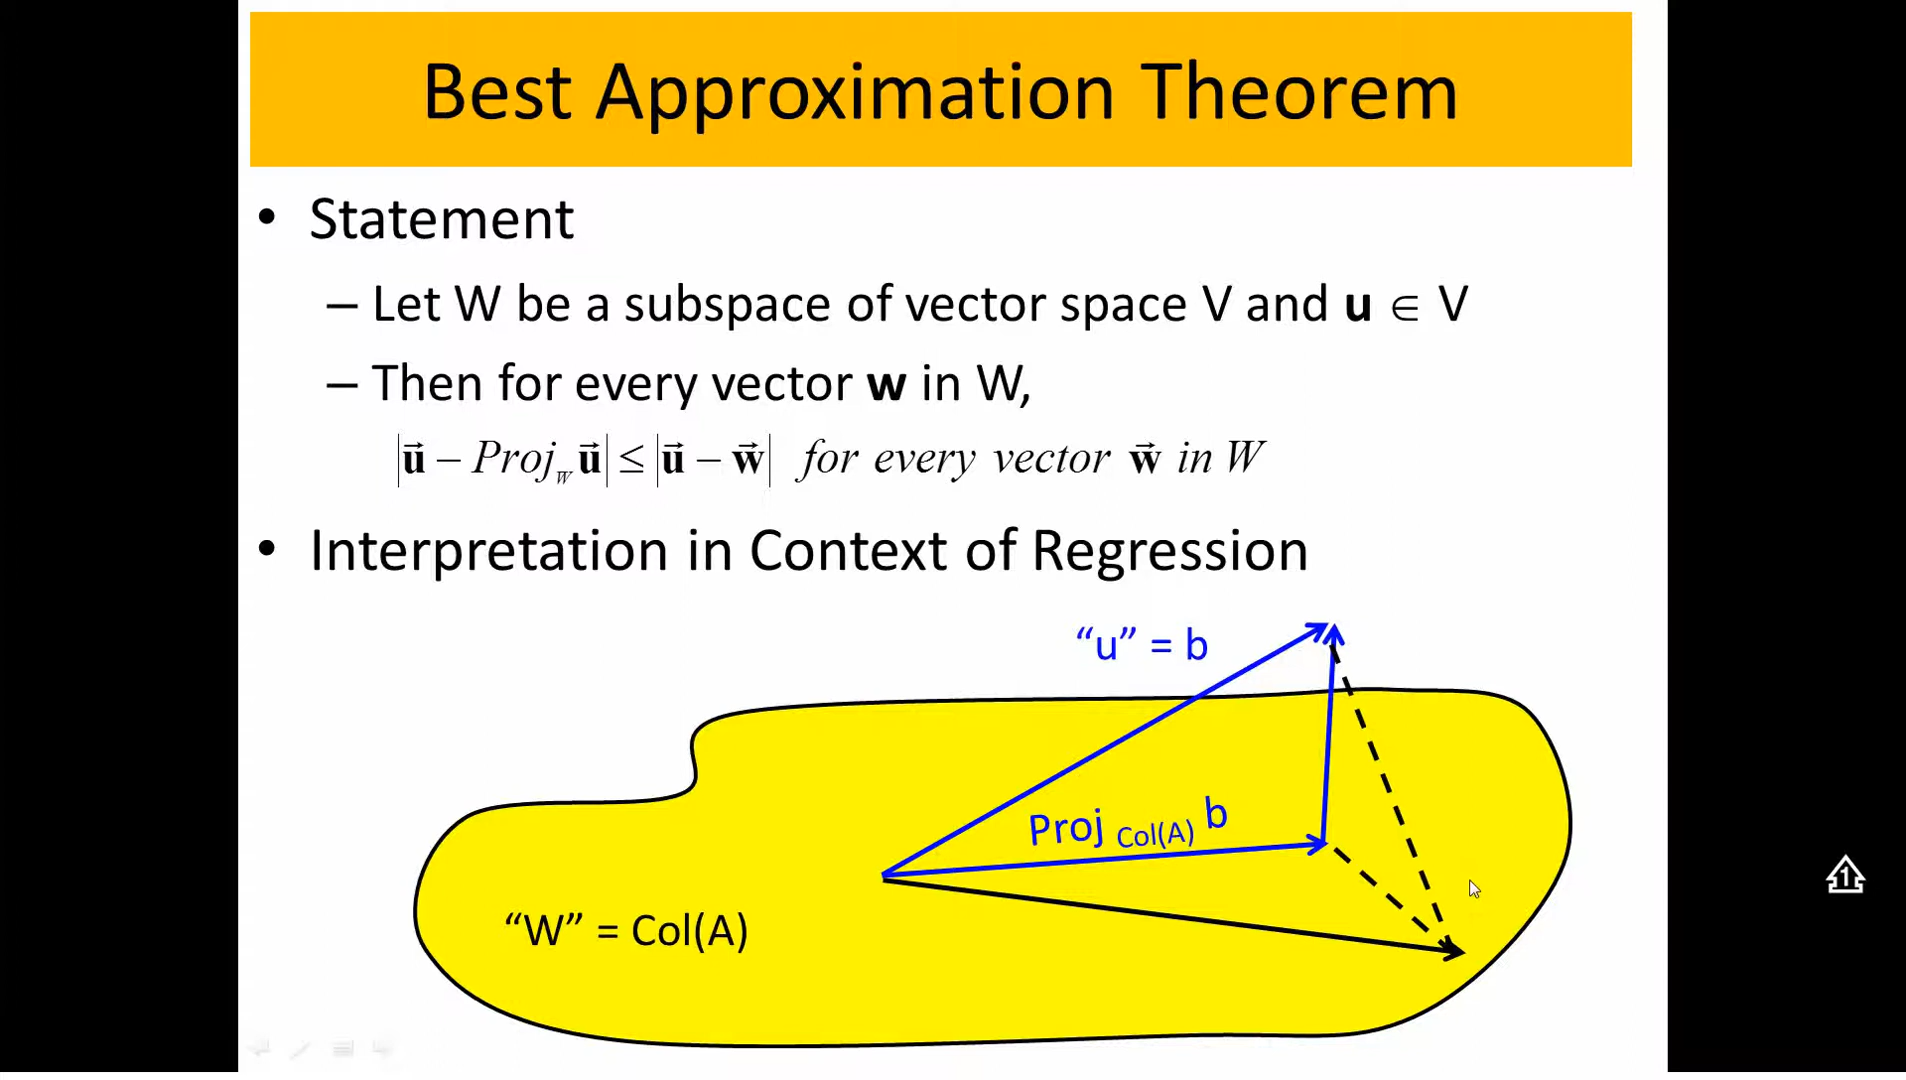 Best Approximation Theorem
• Statement
– Let W be a subspace of vector space V and u ∈ V
– Then for every vector w in W,
|u⃗ – Proj_W u⃗| ≤ |u⃗ – w⃗| for every vector w⃗ in W
• Interpretation in Context of Regression
“u” = b
Proj Col(A) b
“W” = Col(A)
1